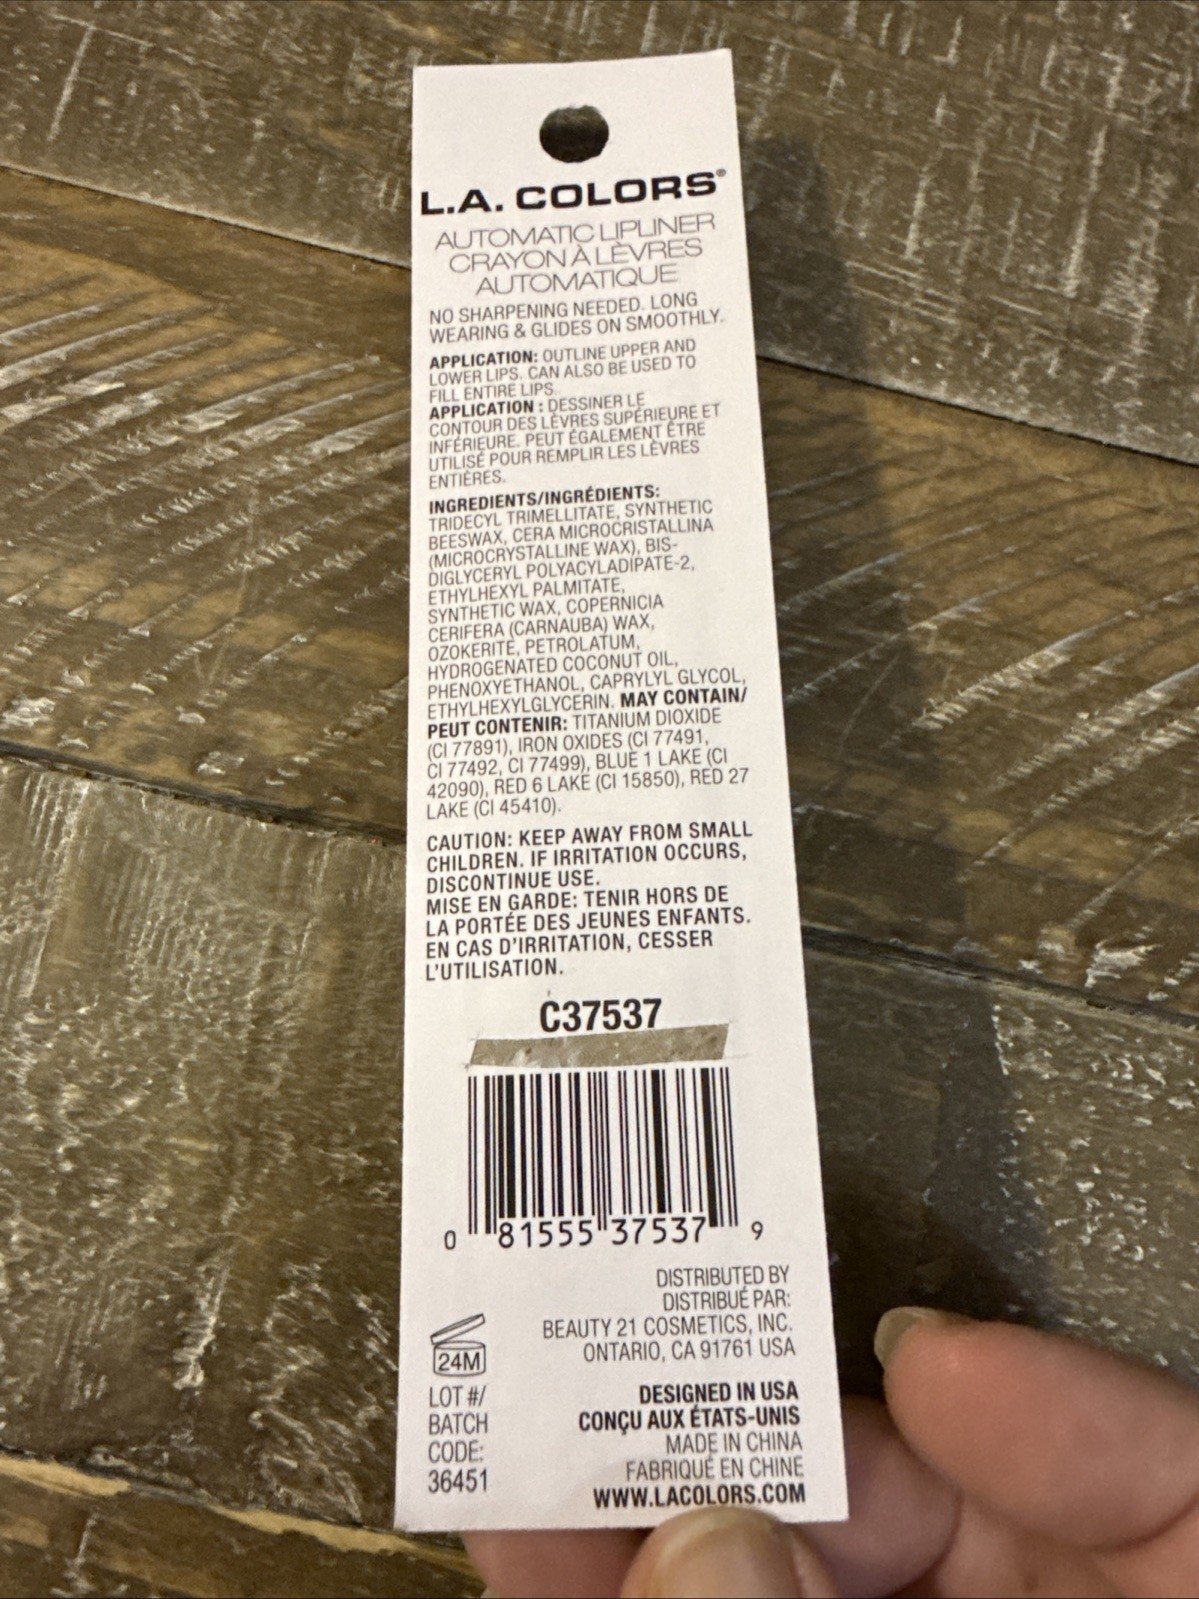 L.A. COLORS®
AUTOMATIC LIPLINER
CRAYON À LÈVRES
AUTOMATIQUE
NO SHARPENING NEEDED. LONG
WEARING & GLIDES ON SMOOTHLY.
APPLICATION: OUTLINE UPPER AND
LOWER LIPS. CAN ALSO BE USED TO
FILL ENTIRE LIPS.
APPLICATION : DESSINER LE
CONTOUR DES LÈVRES SUPÉRIEURE ET
INFÉRIEURE. PEUT ÉGALEMENT ÊTRE
UTILISÉ POUR REMPLIR LES LÈVRES
ENTIÈRES.
INGREDIENTS/INGRÉDIENTS:
TRIDECYL TRIMELLITATE, SYNTHETIC
BEESWAX, CERA MICROCRISTALLINA
(MICROCRYSTALLINE WAX), BIS-
DIGLYCERYL POLYACYLADIPATE-2,
ETHYLHEXYL PALMITATE,
SYNTHETIC WAX, COPERNICIA
CERIFERA (CARNAUBA) WAX,
OZOKERITE, PETROLATUM,
HYDROGENATED COCONUT OIL,
PHENOXYETHANOL, CAPRYLYL GLYCOL,
ETHYLHEXYLGLYCERIN. MAY CONTAIN/
PEUT CONTENIR: TITANIUM DIOXIDE
(CI 77891), IRON OXIDES (CI 77491,
CI 77492, CI 77499), BLUE 1 LAKE (CI
42090), RED 6 LAKE (CI 15850), RED 27
LAKE (CI 45410).
CAUTION: KEEP AWAY FROM SMALL
CHILDREN. IF IRRITATION OCCURS,
DISCONTINUE USE.
MISE EN GARDE: TENIR HORS DE
LA PORTÉE DES JEUNES ENFANTS.
EN CAS D'IRRITATION, CESSER
L'UTILISATION.
C37537
0 81555 37537 9
DISTRIBUTED BY
DISTRIBUÉ PAR:
BEAUTY 21 COSMETICS, INC.
ONTARIO, CA 91761 USA
24M
LOT #/
BATCH
CODE:
36451
DESIGNED IN USA
CONÇU AUX ÉTATS-UNIS
MADE IN CHINA
FABRIQUÉ EN CHINE
WWW.LACOLORS.COM